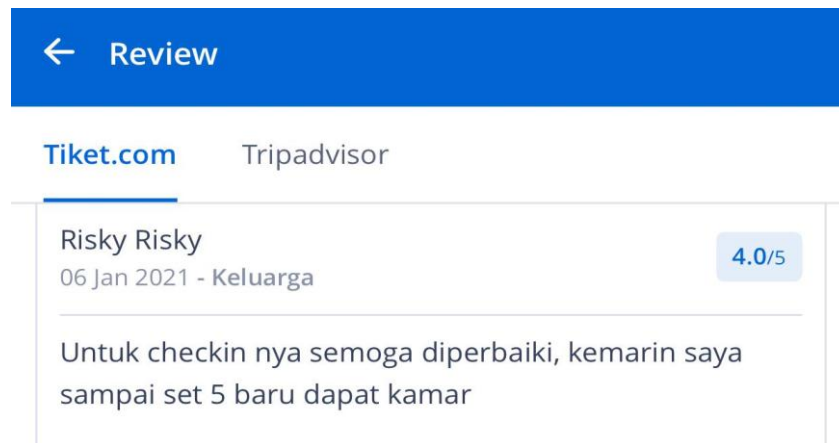 Review
Tiket.com Tripadvisor
Risky Risky
4.0/5
06 Jan 2021 - Keluarga
Untuk checkin nya semoga diperbaiki, kemarin saya
sampai set 5 baru dapat kamar